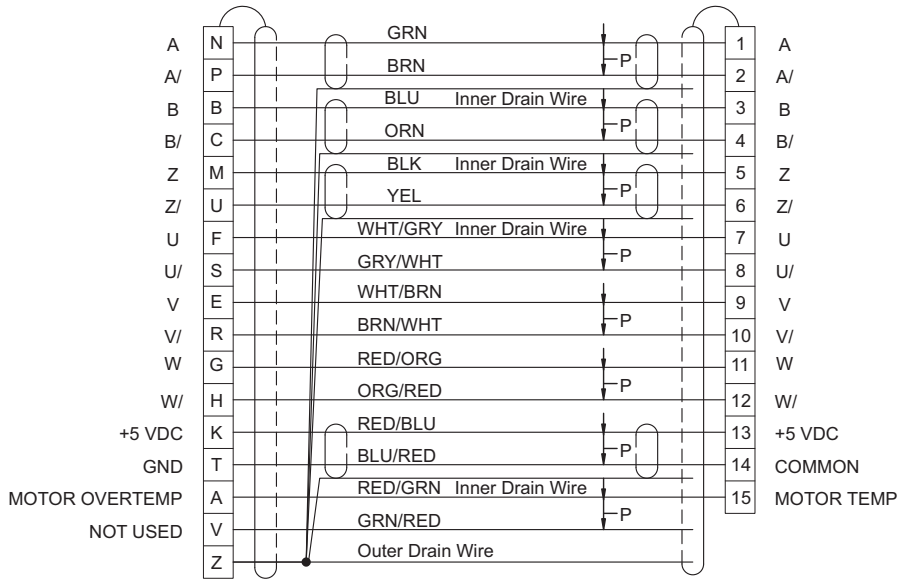 A N GRN P 1 A
A/ P BRN 2 A/
B B BLU Inner Drain Wire 3 B
B/ C ORN P 4 B/
Z M BLK Inner Drain Wire 5 Z
Z/ U YEL P 6 Z/
U F WHT/GRY Inner Drain Wire 7 U
U/ S GRY/WHT P 8 U/
V E WHT/BRN 9 V
V/ R BRN/WHT P 10 V/
W G RED/ORG 11 W
W/ H ORG/RED P 12 W/
+5 VDC K RED/BLU 13 +5 VDC
GND T BLU/RED P 14 COMMON
MOTOR OVERTEMP A RED/GRN Inner Drain Wire 15 MOTOR TEMP
NOT USED V GRN/RED P
Z Outer Drain Wire